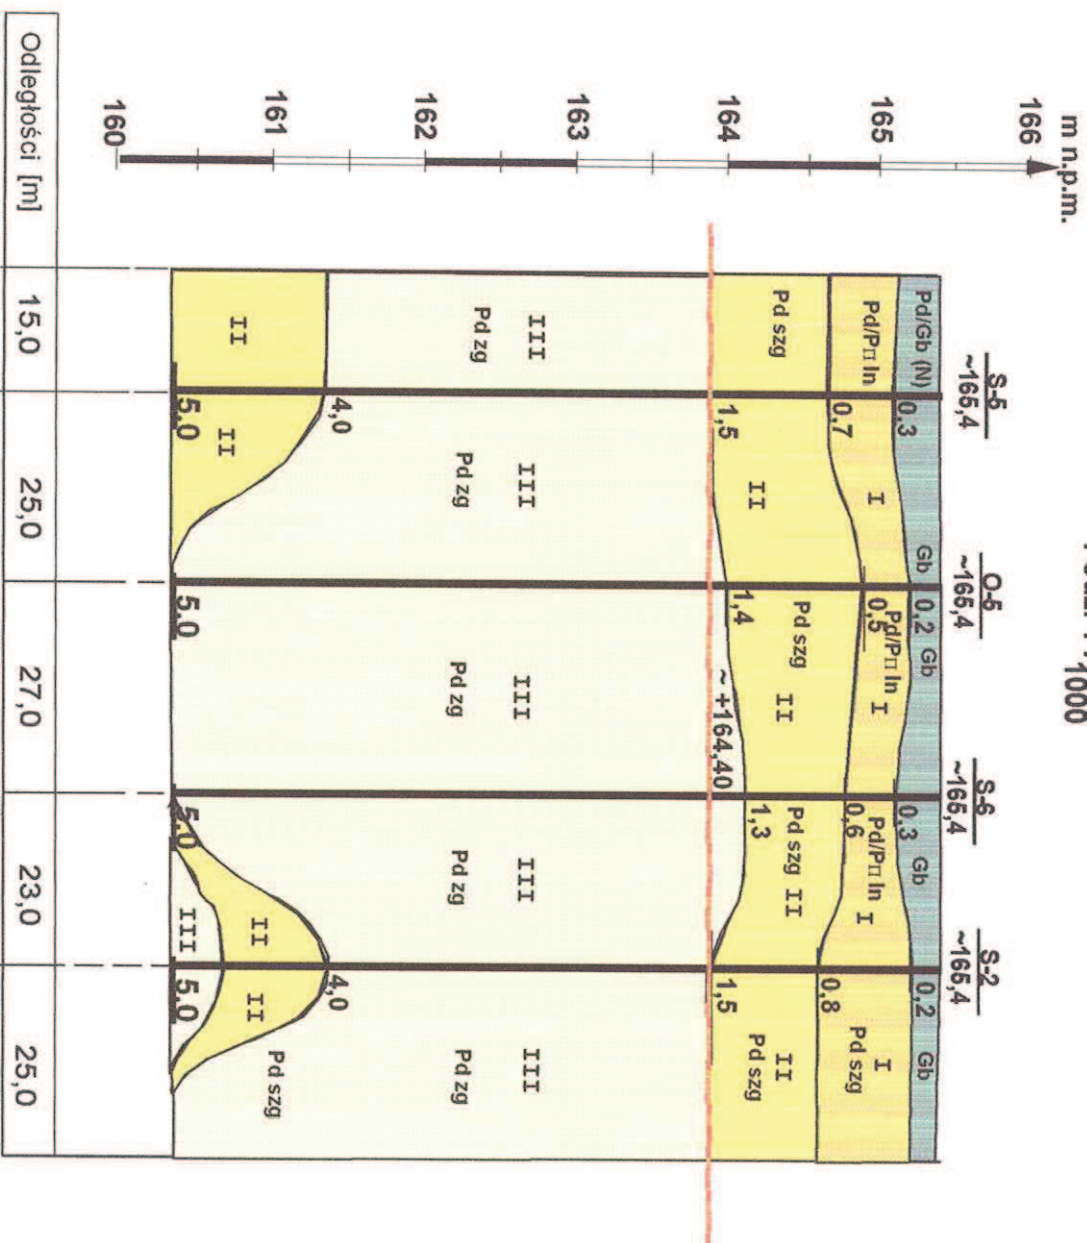 1000
m n.p.m.
166
165
164
163
162
161
160
S-5
~165,4
O-5
~165,4
S-6
~165,4
S-2
~165,4
Pd/Gb (N)
0,3
Gb
0,2
Gb
0,3
Gb
0,2
Gb
Pd/Pπ ln
0,7
I
0,5
Pd/Pπ ln
I
0,6
Pd/Pπ ln
I
0,8
I
Pd szg
Pd szg
1,5
II
1,4
Pd szg
II
1,3
Pd szg II
1,5
II
Pd szg
~ +164,40
III
Pd zg
III
Pd zg
III
Pd zg
III
Pd zg
III
Pd zg
4,0
4,0
Pd szg
II
5.0
II
5.0
5.0
III
II
5.0
II
Odległości [m]
15,0
25,0
27,0
23,0
25,0